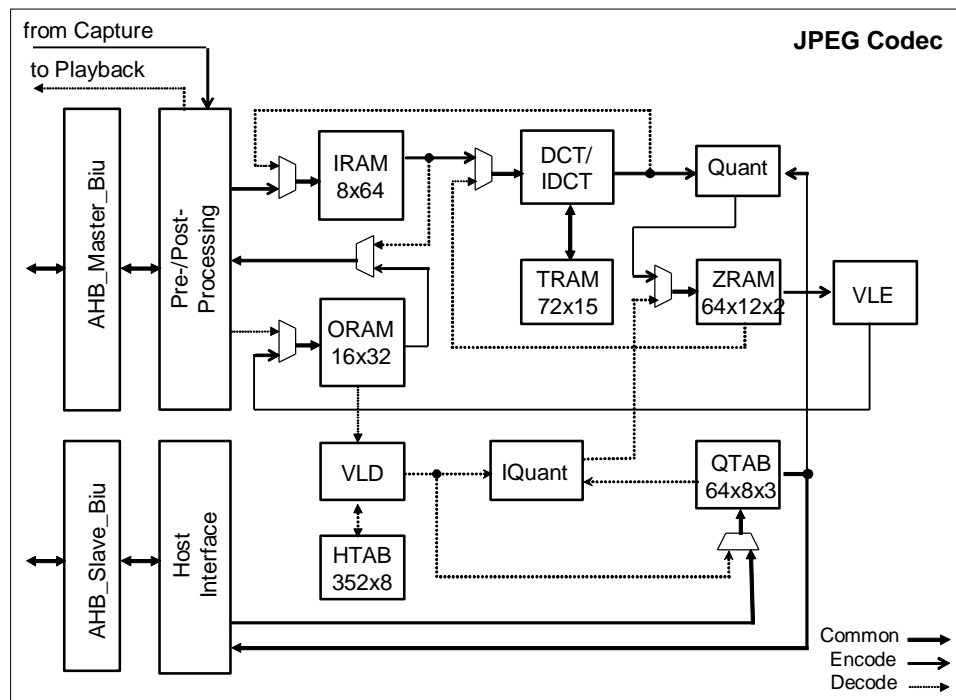 from Capture
JPEG Codec
to Playback
AHB_Master_Biu
Pre-/Post-
Processing
IRAM
8x64
DCT/
IDCT
Quant
TRAM
72x15
ZRAM
64x12x2
VLE
ORAM
16x32
AHB_Slave_Biu
Host
Interface
VLD
IQuant
QTAB
64x8x3
HTAB
352x8
Common
Encode
Decode